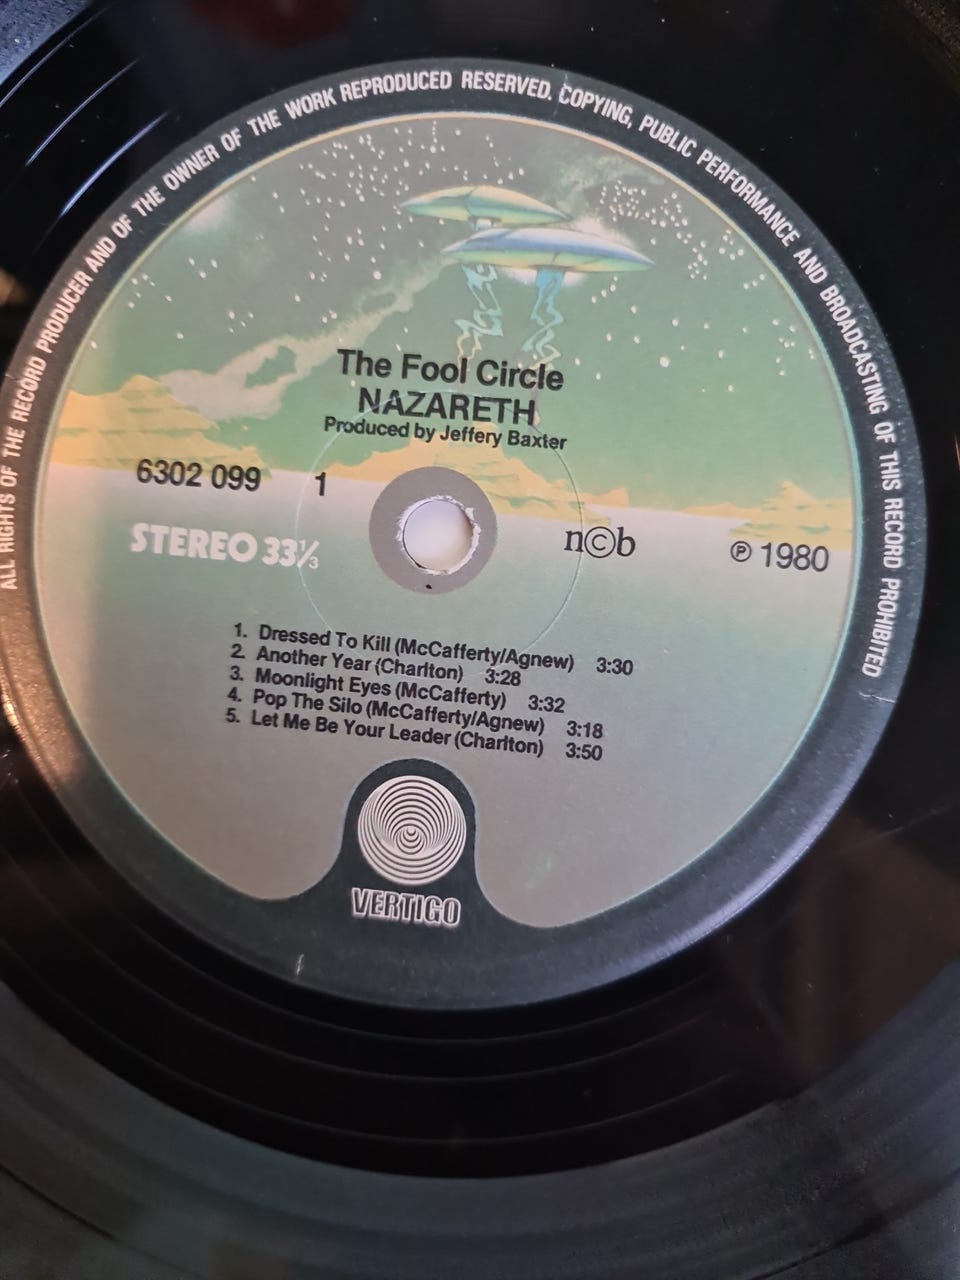 ALL RIGHTS OF THE RECORD PRODUCER AND OF THE OWNER OF THE WORK REPRODUCED RESERVED. COPYING, PUBLIC PERFORMANCE AND BROADCASTING OF THIS RECORD PROHIBITED
The Fool Circle
NAZARETH
Produced by Jeffery Baxter
6302 099 1
STEREO 33⅓
n©b
℗ 1980
1. Dressed To Kill (McCafferty/Agnew) 3:30
2. Another Year (Charlton) 3:28
3. Moonlight Eyes (McCafferty) 3:32
4. Pop The Silo (McCafferty/Agnew) 3:18
5. Let Me Be Your Leader (Charlton) 3:50
VERTIGO